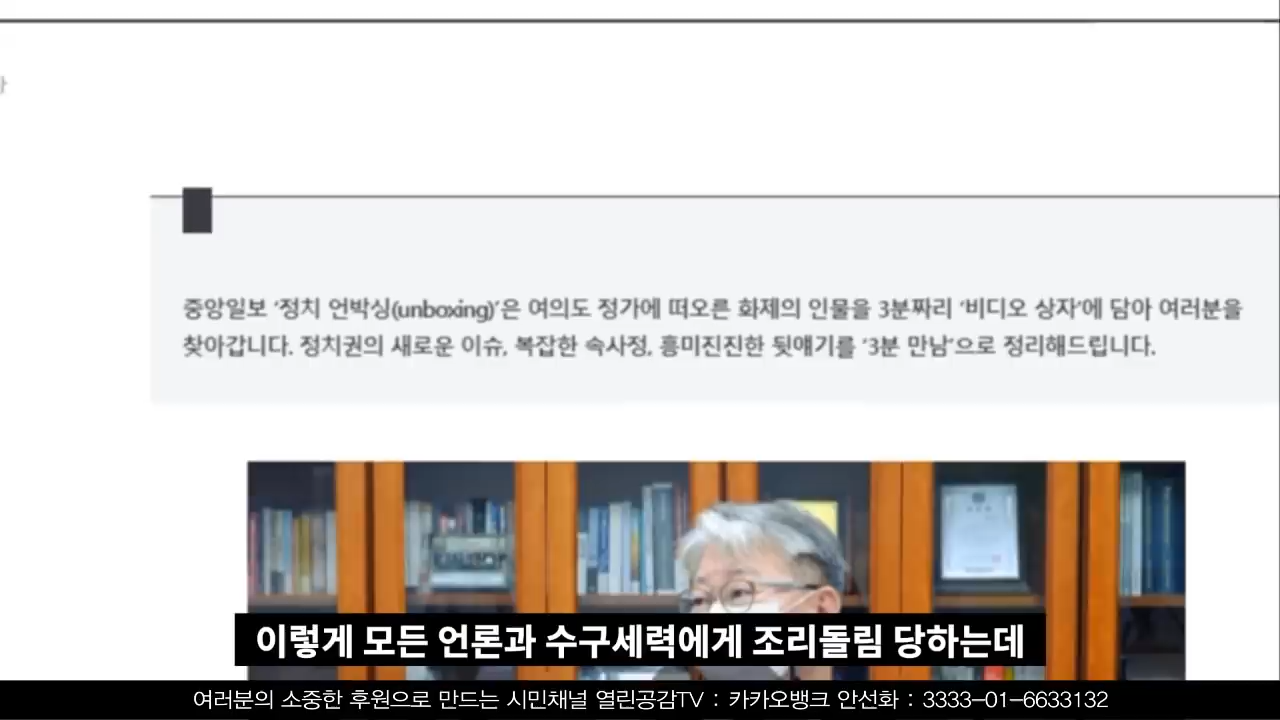 중앙일보 '정치 언박싱(unboxing)'은 여의도 정가에 떠오른 화제의 인물을 3분짜리 '비디오 상자'에 담아 여러분을
찾아갑니다. 정치권의 새로운 이슈, 복잡한 속사정, 흥미진진한 뒷얘기를 '3분 만남'으로 정리해드립니다.
이렇게 모든 언론과 수구세력에게 조리돌림 당하는데
여러분의 소중한 후원으로 만드는 시민채널 열린공감TV : 카카오뱅크 안선화 : 3333-01-6633132